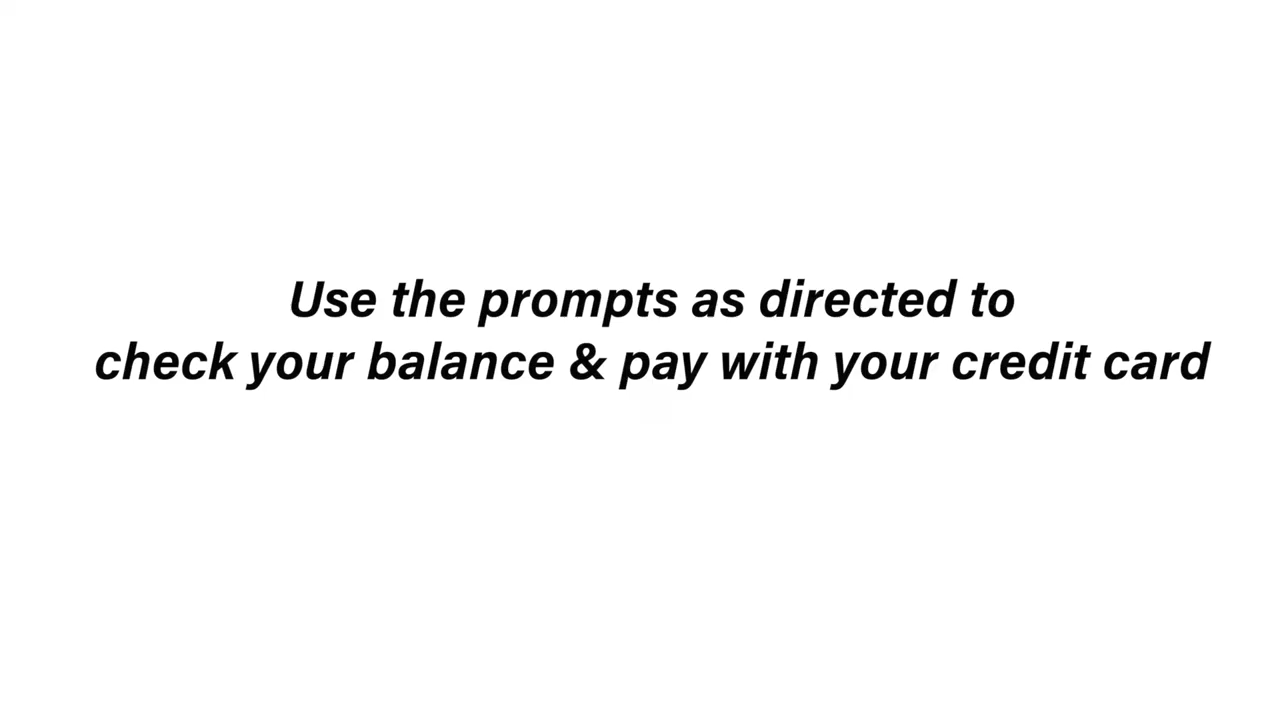 Use the prompts as directed to
check your balance & pay with your credit card